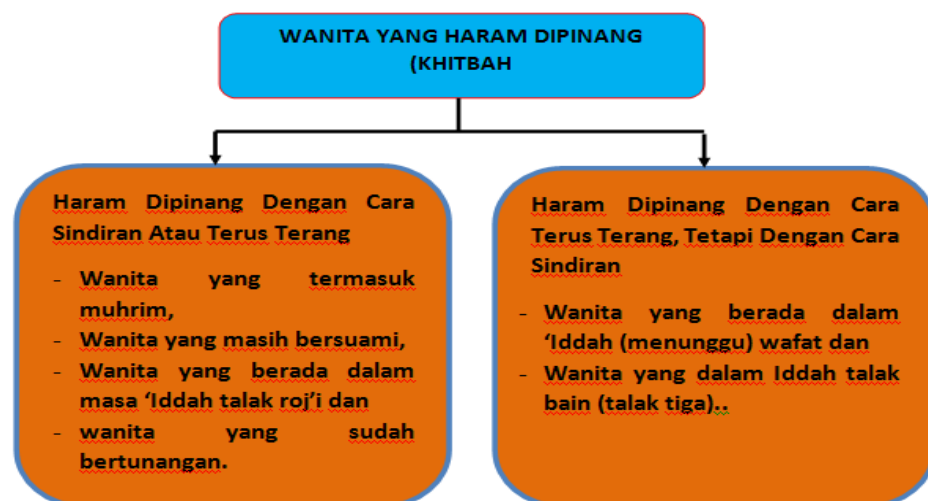 WANITA YANG HARAM DIPINANG
(KHITBAH
Haram Dipinang Dengan Cara
Sindiran Atau Terus Terang
- Wanita yang termasuk
muhrim,
- Wanita yang masih bersuami,
- Wanita yang berada dalam
masa ‘Iddah talak roj’i dan
- wanita yang sudah
bertunangan.
Haram Dipinang Dengan Cara
Terus Terang, Tetapi Dengan Cara
Sindiran
- Wanita yang berada dalam
‘Iddah (menunggu) wafat dan
- Wanita yang dalam Iddah talak
bain (talak tiga)..